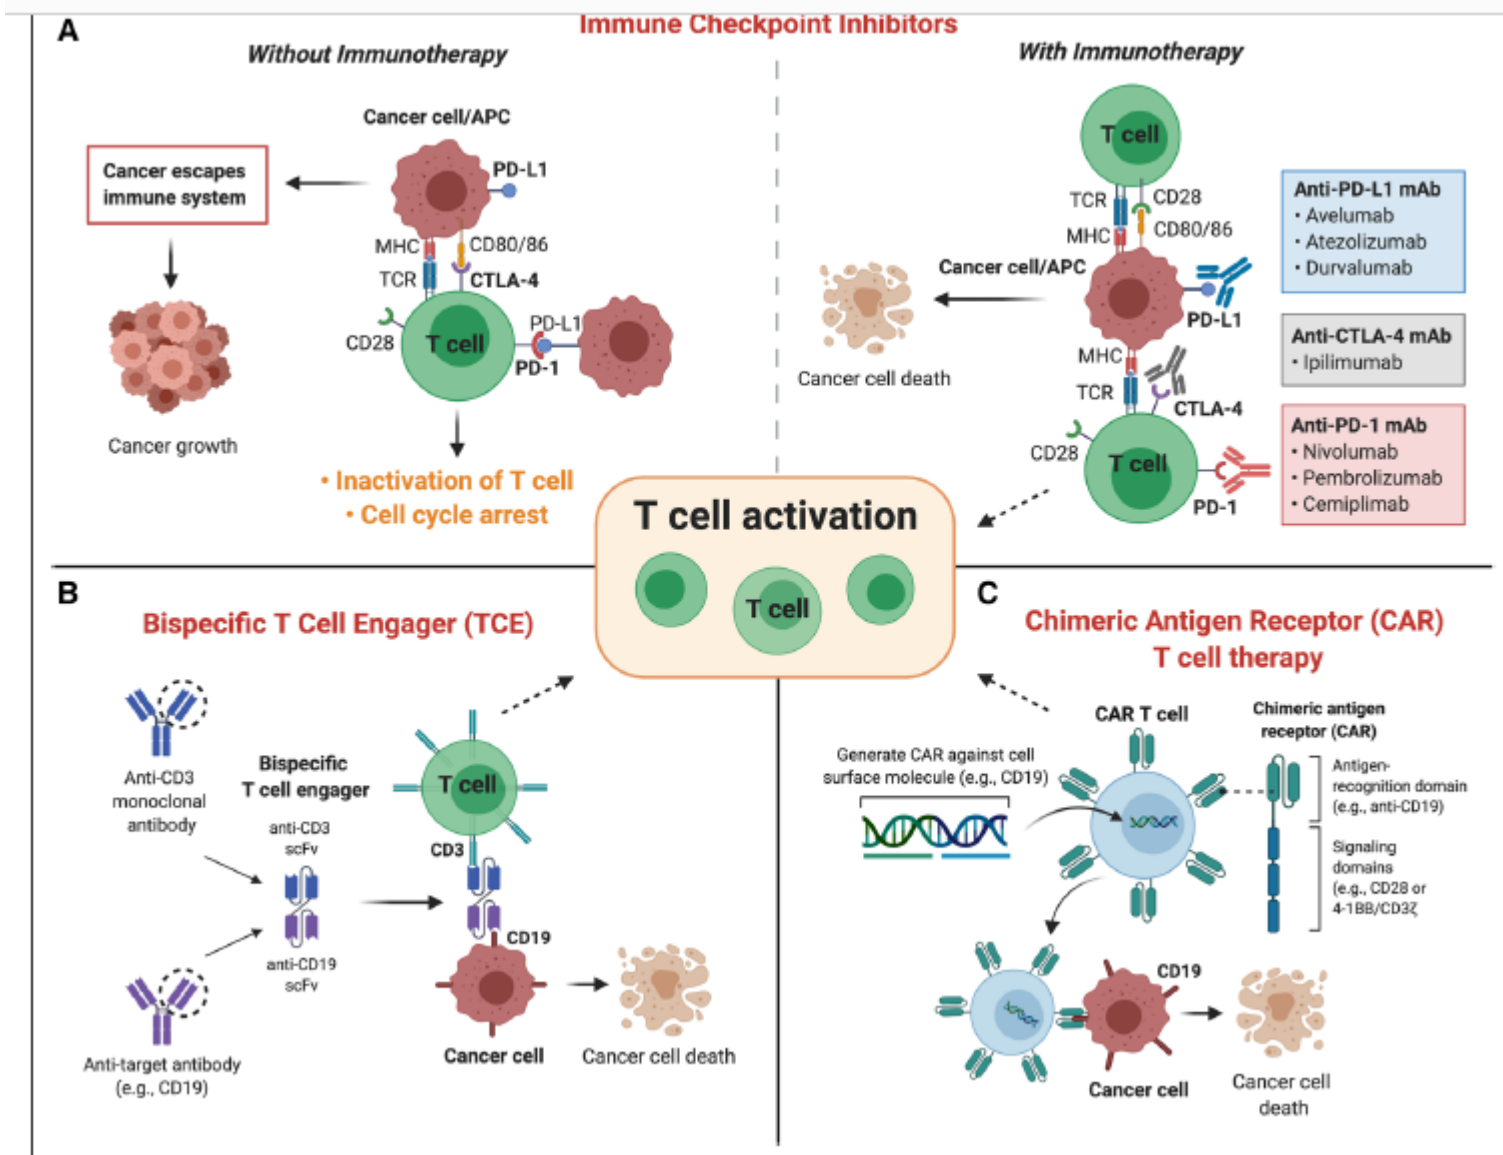 A
Immune Checkpoint Inhibitors
Without Immunotherapy
Cancer cell/APC
Cancer escapes
immune system
PD-L1
MHC
CD80/86
TCR
CTLA-4
CD28
T cell
PD-L1
PD-1
Cancer growth
• Inactivation of T cell
• Cell cycle arrest
With Immunotherapy
T cell
TCR
CD28
MHC
CD80/86
Cancer cell/APC
PD-L1
Cancer cell death
MHC
TCR
CTLA-4
CD28
T cell
PD-1
Anti-PD-L1 mAb
• Avelumab
• Atezolizumab
• Durvalumab
Anti-CTLA-4 mAb
• Ipilimumab
Anti-PD-1 mAb
• Nivolumab
• Pembrolizumab
• Cemiplimab
T cell activation
T cell
B
Bispecific T Cell Engager (TCE)
Anti-CD3
monoclonal
antibody
Bispecific
T cell engager
anti-CD3
scFv
anti-CD19
scFv
Anti-target antibody
(e.g., CD19)
T cell
CD3
CD19
Cancer cell
Cancer cell death
C
Chimeric Antigen Receptor (CAR)
T cell therapy
CAR T cell
Generate CAR against cell
surface molecule (e.g., CD19)
Chimeric antigen
receptor (CAR)
Antigen-
recognition domain
(e.g., anti-CD19)
Signaling
domains
(e.g., CD28 or
4-1BB/CD3ζ
CD19
Cancer cell
Cancer cell
death